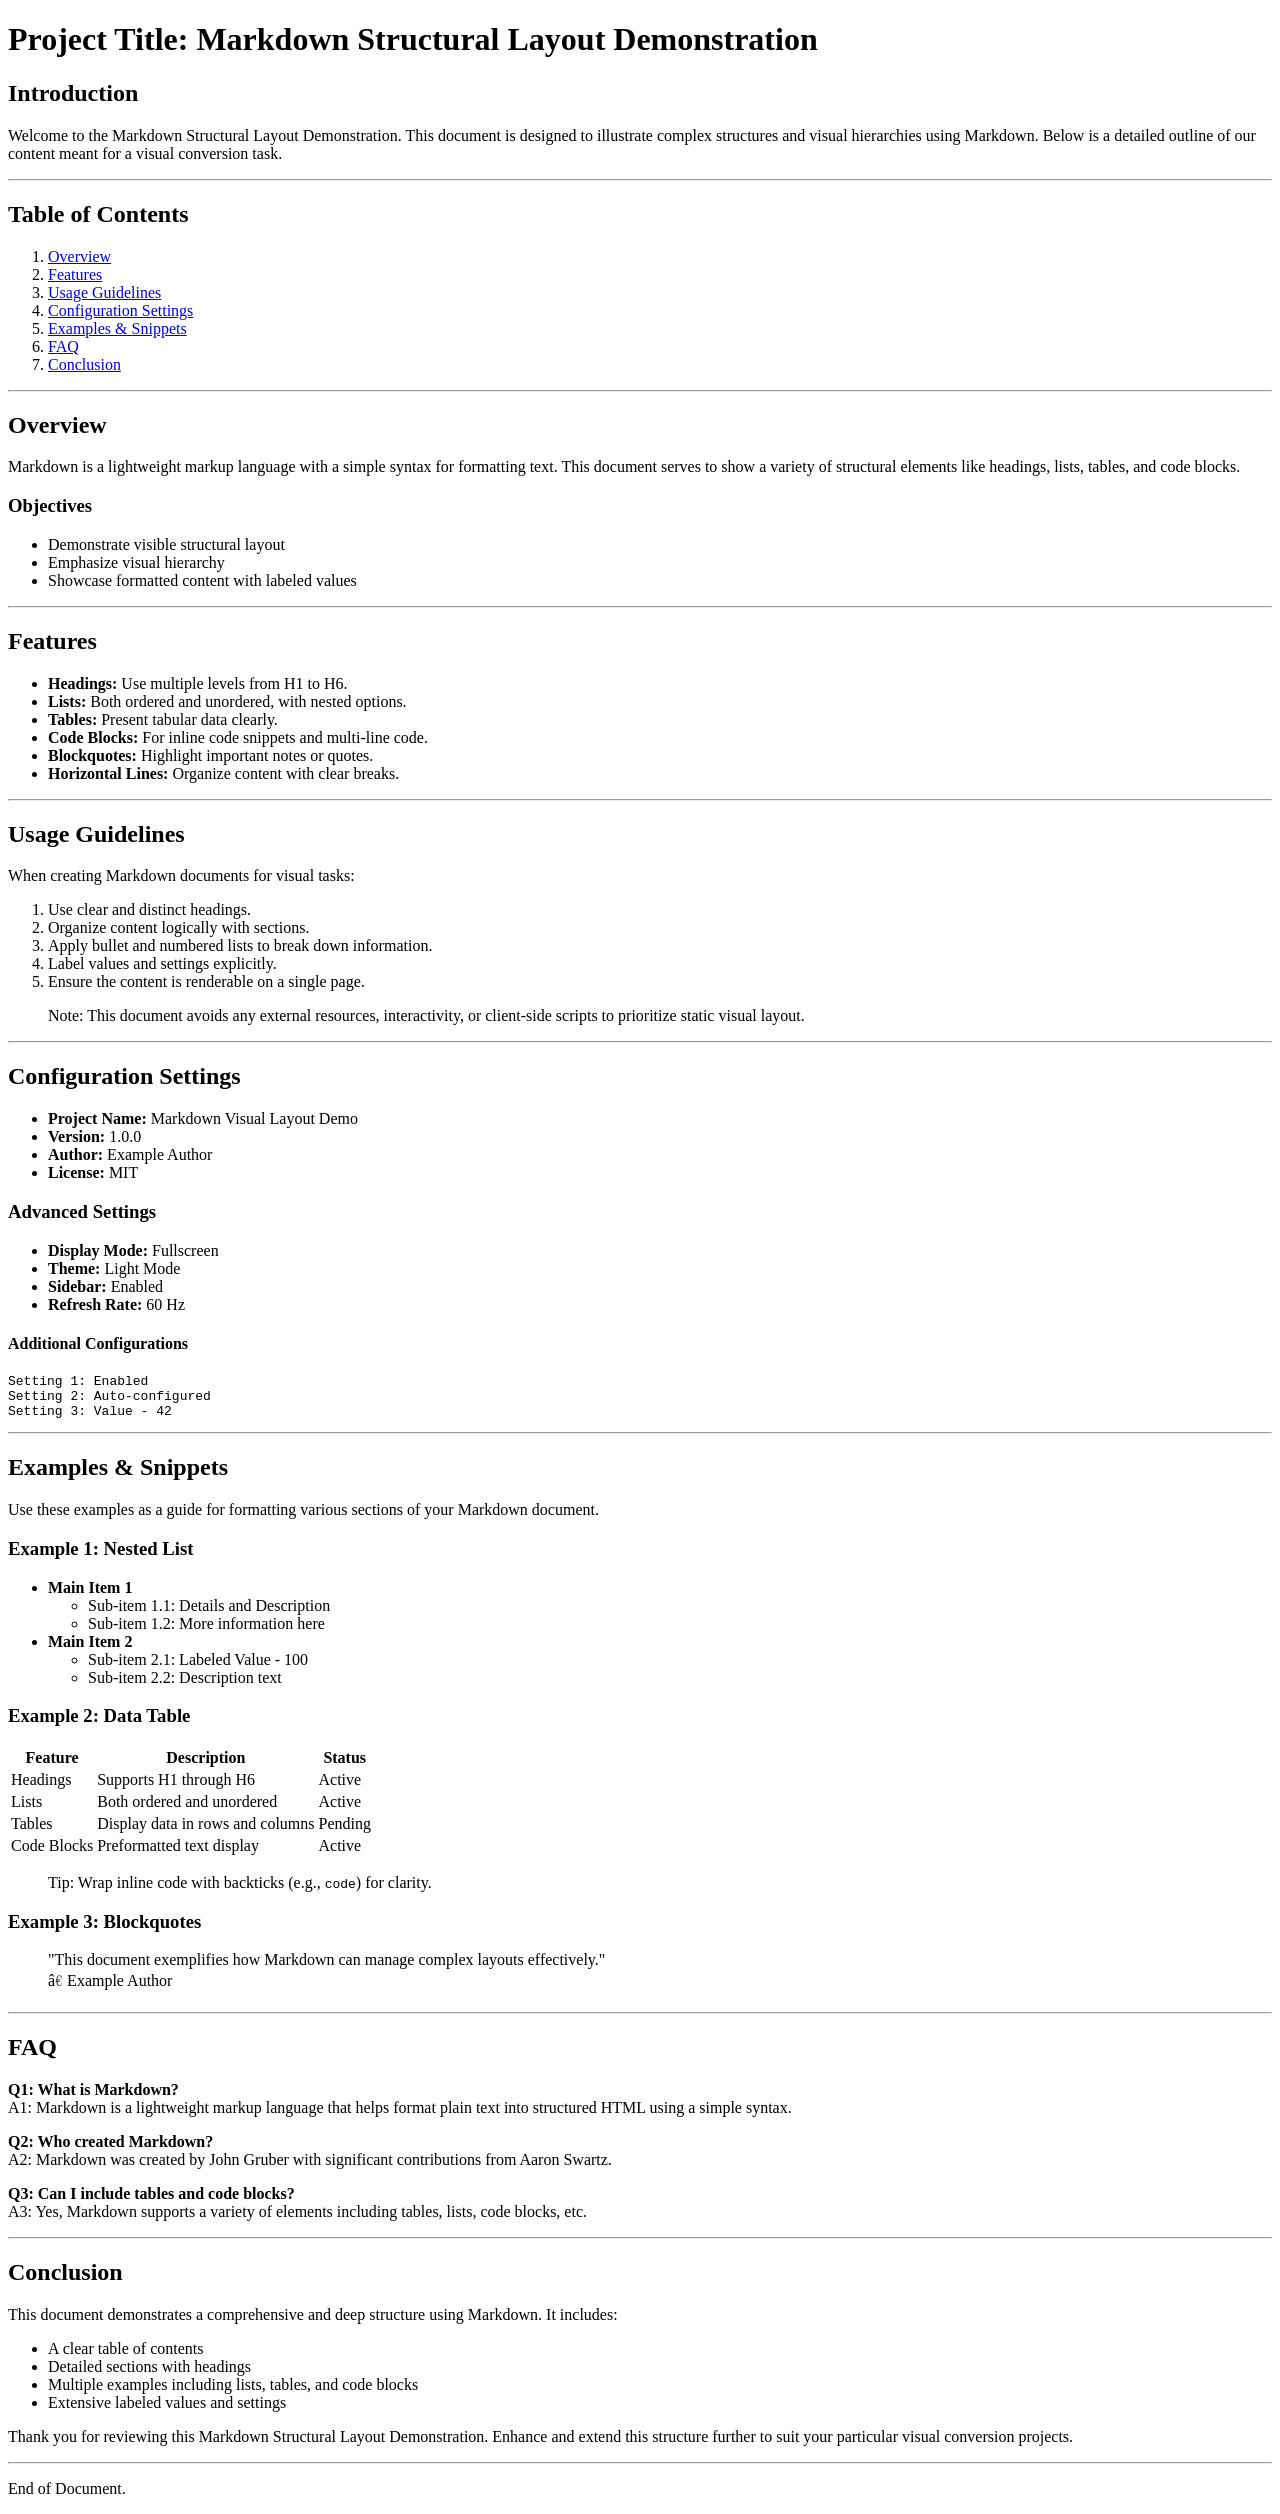 Project Title: Markdown Structural Layout Demonstration
Introduction
Welcome to the Markdown Structural Layout Demonstration. This document is designed to illustrate complex structures and visual hierarchies using Markdown. Below is a detailed outline of our
content meant for a visual conversion task.
Table of Contents
1. Overview
2. Features
3. Usage Guidelines
4. Configuration Settings
5. Examples & Snippets
6. FAQ
7. Conclusion
Overview
Markdown is a lightweight markup language with a simple syntax for formatting text. This document serves to show a variety of structural elements like headings, lists, tables, and code blocks.
Objectives
• Demonstrate visible structural layout
• Emphasize visual hierarchy
• Showcase formatted content with labeled values
Features
• Headings: Use multiple levels from H1 to H6.
• Lists: Both ordered and unordered, with nested options.
• Tables: Present tabular data clearly.
• Code Blocks: For inline code snippets and multi-line code.
• Blockquotes: Highlight important notes or quotes.
• Horizontal Lines: Organize content with clear breaks.
Usage Guidelines
When creating Markdown documents for visual tasks:
1. Use clear and distinct headings.
2. Organize content logically with sections.
3. Apply bullet and numbered lists to break down information.
4. Label values and settings explicitly.
5. Ensure the content is renderable on a single page.
Note: This document avoids any external resources, interactivity, or client-side scripts to prioritize static visual layout.
Configuration Settings
• Project Name: Markdown Visual Layout Demo
• Version: 1.0.0
• Author: Example Author
• License: MIT
Advanced Settings
• Display Mode: Fullscreen
• Theme: Light Mode
• Sidebar: Enabled
• Refresh Rate: 60 Hz
Additional Configurations
Setting 1: Enabled
Setting 2: Auto-configured
Setting 3: Value - 42
Examples & Snippets
Use these examples as a guide for formatting various sections of your Markdown document.
Example 1: Nested List
• Main Item 1
◦ Sub-item 1.1: Details and Description
◦ Sub-item 1.2: More information here
• Main Item 2
◦ Sub-item 2.1: Labeled Value - 100
◦ Sub-item 2.2: Description text
Example 2: Data Table
Feature Description Status
Headings Supports H1 through H6 Active
Lists Both ordered and unordered Active
Tables Display data in rows and columns Pending
Code Blocks Preformatted text display Active
Tip: Wrap inline code with backticks (e.g., code) for clarity.
Example 3: Blockquotes
"This document exemplifies how Markdown can manage complex layouts effectively."
â€ Example Author
FAQ
Q1: What is Markdown?
A1: Markdown is a lightweight markup language that helps format plain text into structured HTML using a simple syntax.
Q2: Who created Markdown?
A2: Markdown was created by John Gruber with significant contributions from Aaron Swartz.
Q3: Can I include tables and code blocks?
A3: Yes, Markdown supports a variety of elements including tables, lists, code blocks, etc.
Conclusion
This document demonstrates a comprehensive and deep structure using Markdown. It includes:
• A clear table of contents
• Detailed sections with headings
• Multiple examples including lists, tables, and code blocks
• Extensive labeled values and settings
Thank you for reviewing this Markdown Structural Layout Demonstration. Enhance and extend this structure further to suit your particular visual conversion projects.
End of Document.